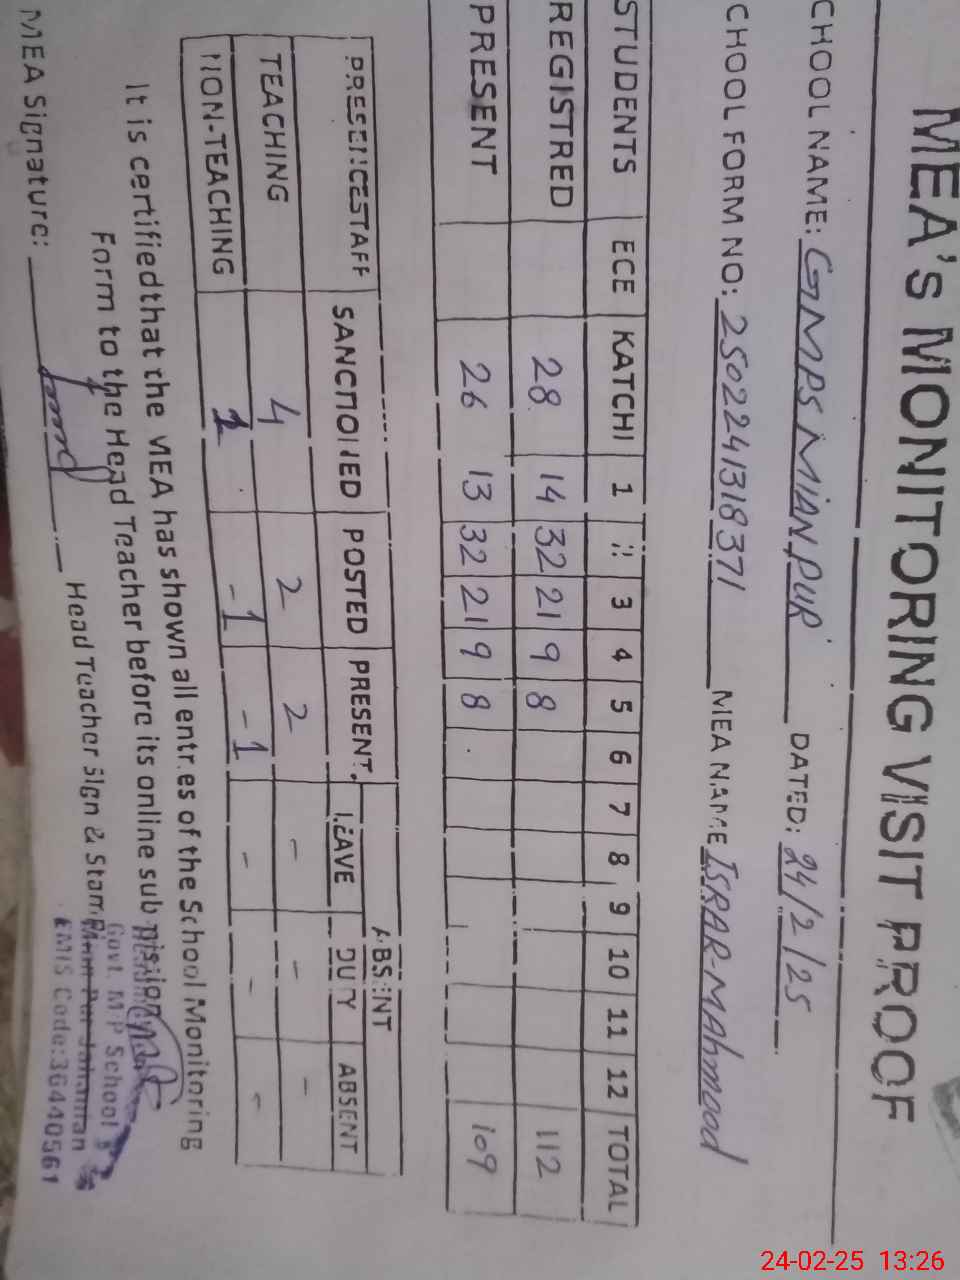 MEA'S MONITORING VISIT PROOF
CHOOL NAME: GMPS MIANPUR DATED: 24/2/25
CHOOL FORM NO: 2502241318371 MEA NAME ISRAR-MAhmood
STUDENTS ECE KATCHI 1 2 3 4 5 6 7 8 9 10 11 12 TOTAL
REGISTRED 28 14 32 21 9 8 112
PRESENT 26 13 32 21 9 8 109
ABSENT
PRESENCESTAFF SANCTIONED POSTED PRESENT LEAVE DUTY ABSENT
TEACHING 4 2 2 - - -
NON-TEACHING 1 -1 -1 - - -
It is certifiedthat the MEA has shown all entries of the School Monitoring
Form to the Head Teacher before its online submission
MEA Signature: Head Teacher Sign & Stamp
Govt. M.P School
Mian Pur Jahanian
EMIS Code:36440561
24-02-25 13:26